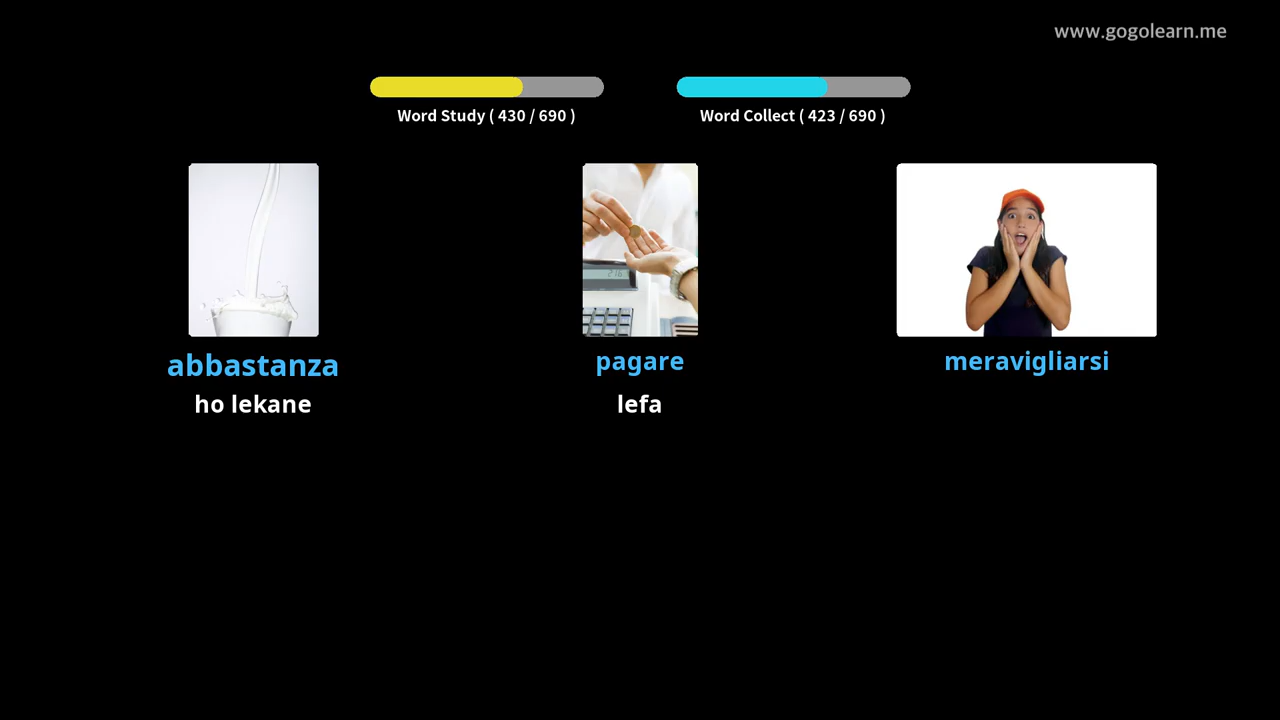 www.gogolearn.me
Word Study ( 430 / 690 )
Word Collect ( 423 / 690 )
abbastanza
pagare
meravigliarsi
ho lekane
lefa